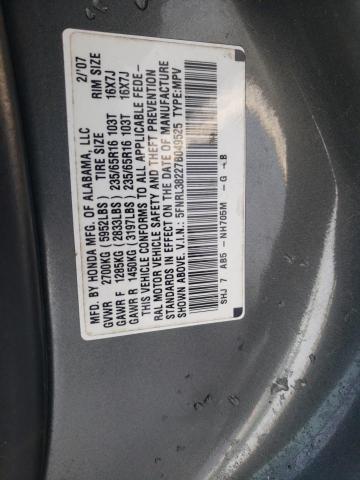 MFD. BY HONDA MFG. OF ALABAMA, LLC 2/'07
GVWR 2700KG (5952LBS) TIRE SIZE RIM SIZE
GAWR F 1285KG (2833LBS) 235/65R16 103T 16X7J
GAWR R 1450KG (3197LBS) 235/65R16 103T 16X7J
THIS VEHICLE CONFORMS TO ALL APPLICABLE FEDE-
RAL MOTOR VEHICLE SAFETY AND THEFT PREVENTION
STANDARDS IN EFFECT ON THE DATE OF MANUFACTURE
SHOWN ABOVE. V.I.N.: 5FNRL38227B049525 TYPE:MPV
SHJ 7 AB5 -NH705M -G -B